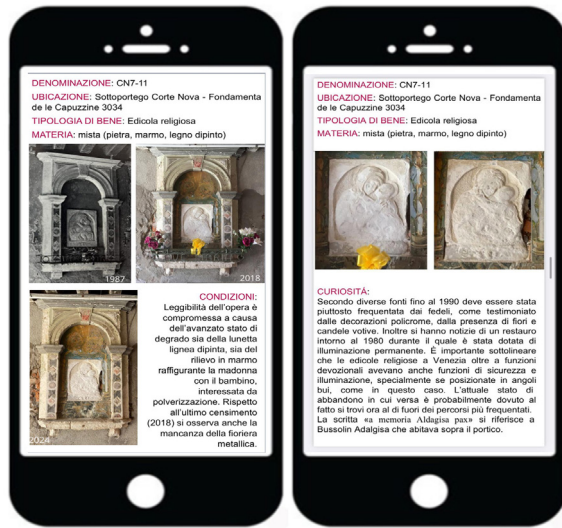 DENOMINAZIONE: CN7-11
UBICAZIONE: Sottoportego Corte Nova - Fondamenta
de le Capuzzine 3034
TIPOLOGIA DI BENE: Edicola religiosa
MATERIA: mista (pietra, marmo, legno dipinto)
1987
2018
2024
CONDIZIONI:
Leggibilità dell'opera è
compromessa a causa
dell'avanzato stato di
degrado sia della lunetta
lignea dipinta, sia del
rilievo in marmo
raffigurante la madonna
con il bambino,
interessata da
polverizzazione. Rispetto
all'ultimo censimento
(2018) si osserva anche la
mancanza della fioriera
metallica.
DENOMINAZIONE: CN7-11
UBICAZIONE: Sottoportego Corte Nova - Fondamenta
de le Capuzzine 3034
TIPOLOGIA DI BENE: Edicola religiosa
MATERIA: mista (pietra, marmo, legno dipinto)
CURIOSITÀ:
Secondo diverse fonti fino al 1990 deve essere stata
piuttosto frequentata dai fedeli, come testimoniato
dalle decorazioni policrome, dalla presenza di fiori e
candele votive. Inoltre si hanno notizie di un restauro
intorno al 1980 durante il quale è stata dotata di
illuminazione permanente. É importante sottolineare
che le edicole religiose a Venezia oltre a funzioni
devozionali avevano anche funzioni di sicurezza e
illuminazione, specialmente se posizionate in angoli
bui, come in questo caso. L'attuale stato di
abbandono in cui versa è probabilmente dovuto al
fatto si trovi ora al di fuori dei percorsi più frequentati.
La scritta «a memoria Aldagisa pax» si riferisce a
Bussolin Adalgisa che abitava sopra il portico.